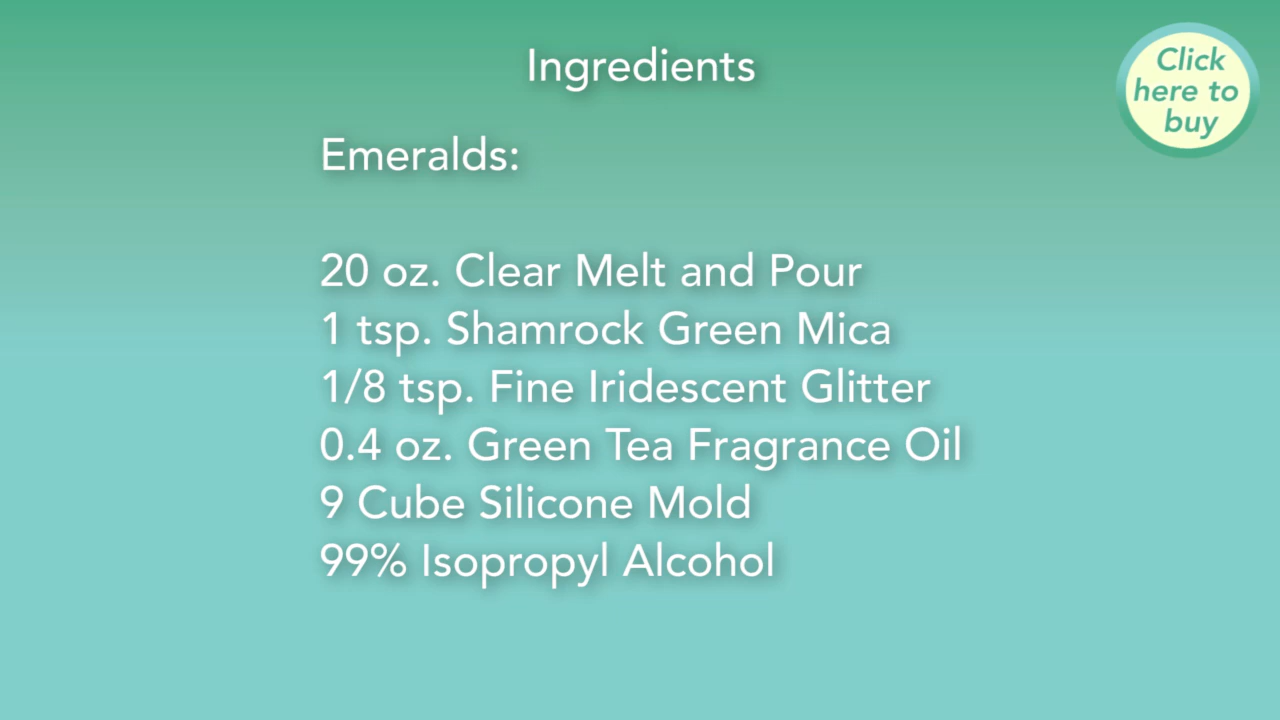 Ingredients
Click
here to
buy
Emeralds:
20 oz. Clear Melt and Pour
1 tsp. Shamrock Green Mica
1/8 tsp. Fine Iridescent Glitter
0.4 oz. Green Tea Fragrance Oil
9 Cube Silicone Mold
99% Isopropyl Alcohol